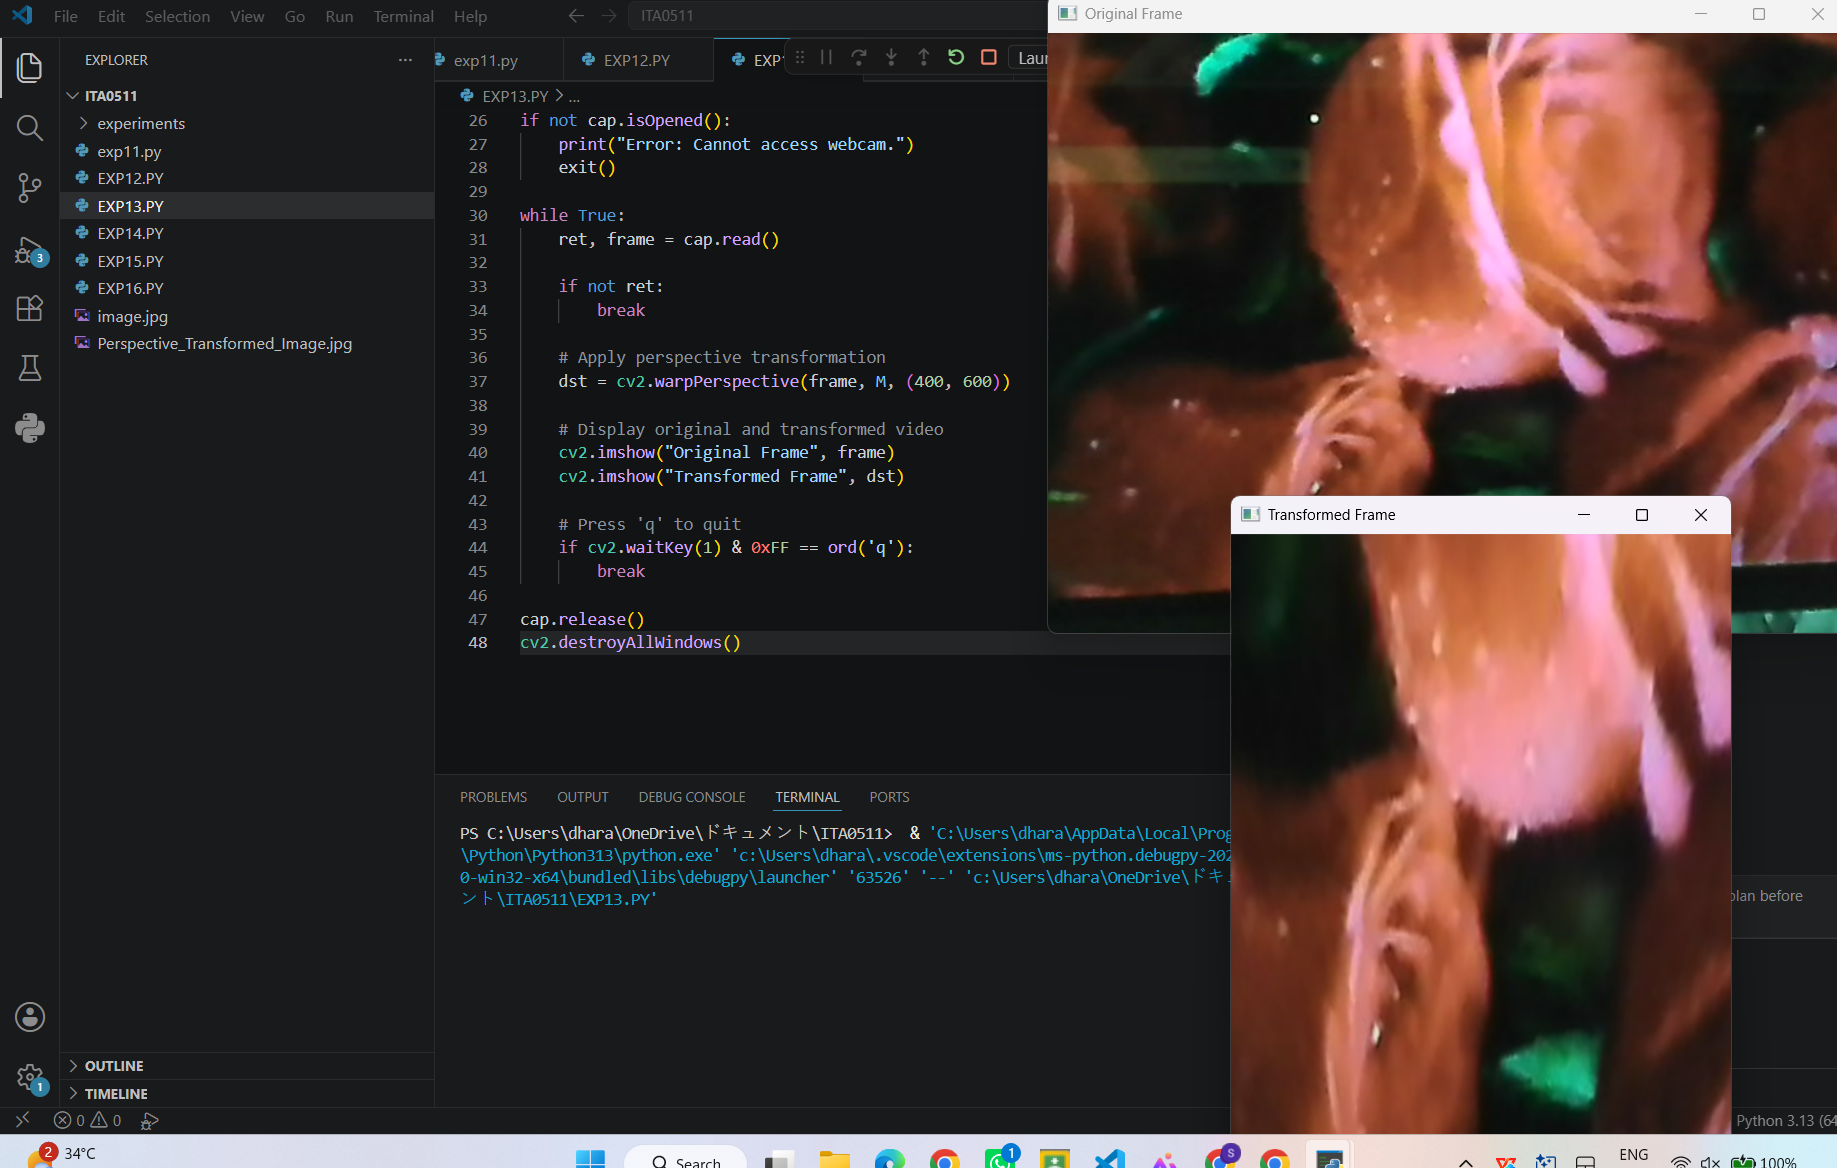 File Edit Selection View Go Run Terminal Help
ITA0511
Original Frame
EXPLORER
ITA0511
experiments
exp11.py
EXP12.PY
EXP13.PY
EXP14.PY
EXP15.PY
EXP16.PY
image.jpg
Perspective_Transformed_Image.jpg
OUTLINE
TIMELINE
3
1
exp11.py EXP12.PY EXP Laun
EXP13.PY > ...
26 if not cap.isOpened():
27 print("Error: Cannot access webcam.")
28 exit()
29
30 while True:
31 ret, frame = cap.read()
32
33 if not ret:
34 break
35
36 # Apply perspective transformation
37 dst = cv2.warpPerspective(frame, M, (400, 600))
38
39 # Display original and transformed video
40 cv2.imshow("Original Frame", frame)
41 cv2.imshow("Transformed Frame", dst)
42
43 # Press 'q' to quit
44 if cv2.waitKey(1) & 0xFF == ord('q'):
45 break
46
47 cap.release()
48 cv2.destroyAllWindows()
Transformed Frame
PROBLEMS OUTPUT DEBUG CONSOLE TERMINAL PORTS
PS C:\Users\dhara\OneDrive\ドキュメント\ITA0511> & 'C:\Users\dhara\AppData\Local\Prog
\Python\Python313\python.exe' 'c:\Users\dhara\.vscode\extensions\ms-python.debugpy-202
0-win32-x64\bundled\libs\debugpy\launcher' '63526' '--' 'c:\Users\dhara\OneDrive\ドキュ
ント\ITA0511\EXP13.PY'
plan before
0 0
Python 3.13 (64
2 34°C
Search
1
S
ENG
100%